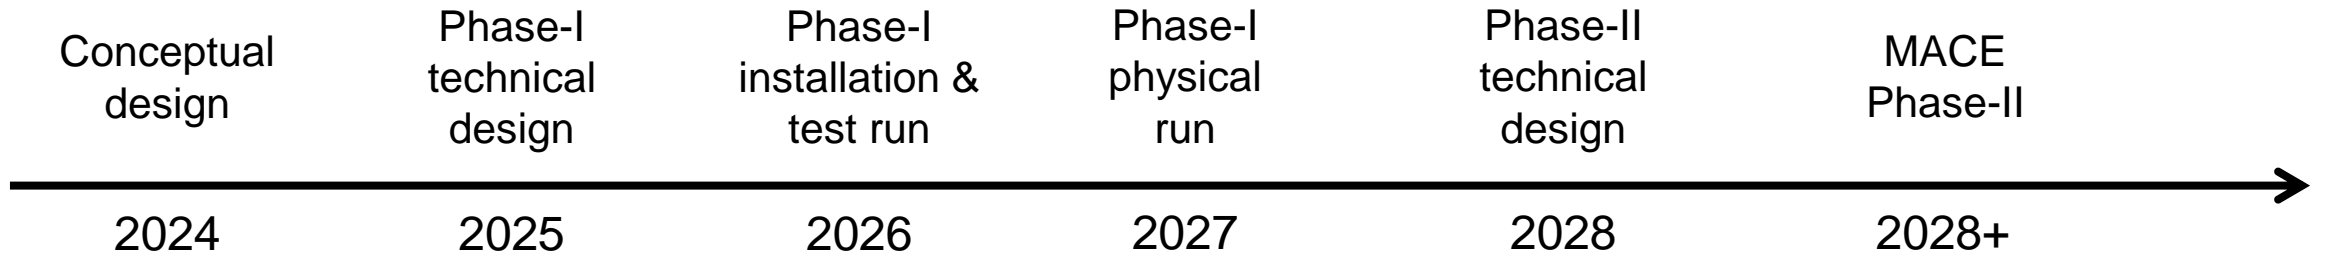 Conceptual
design
Phase-I
technical
design
Phase-I
installation &
test run
Phase-I
physical
run
Phase-II
technical
design
MACE
Phase-II
2024
2025
2026
2027
2028
2028+